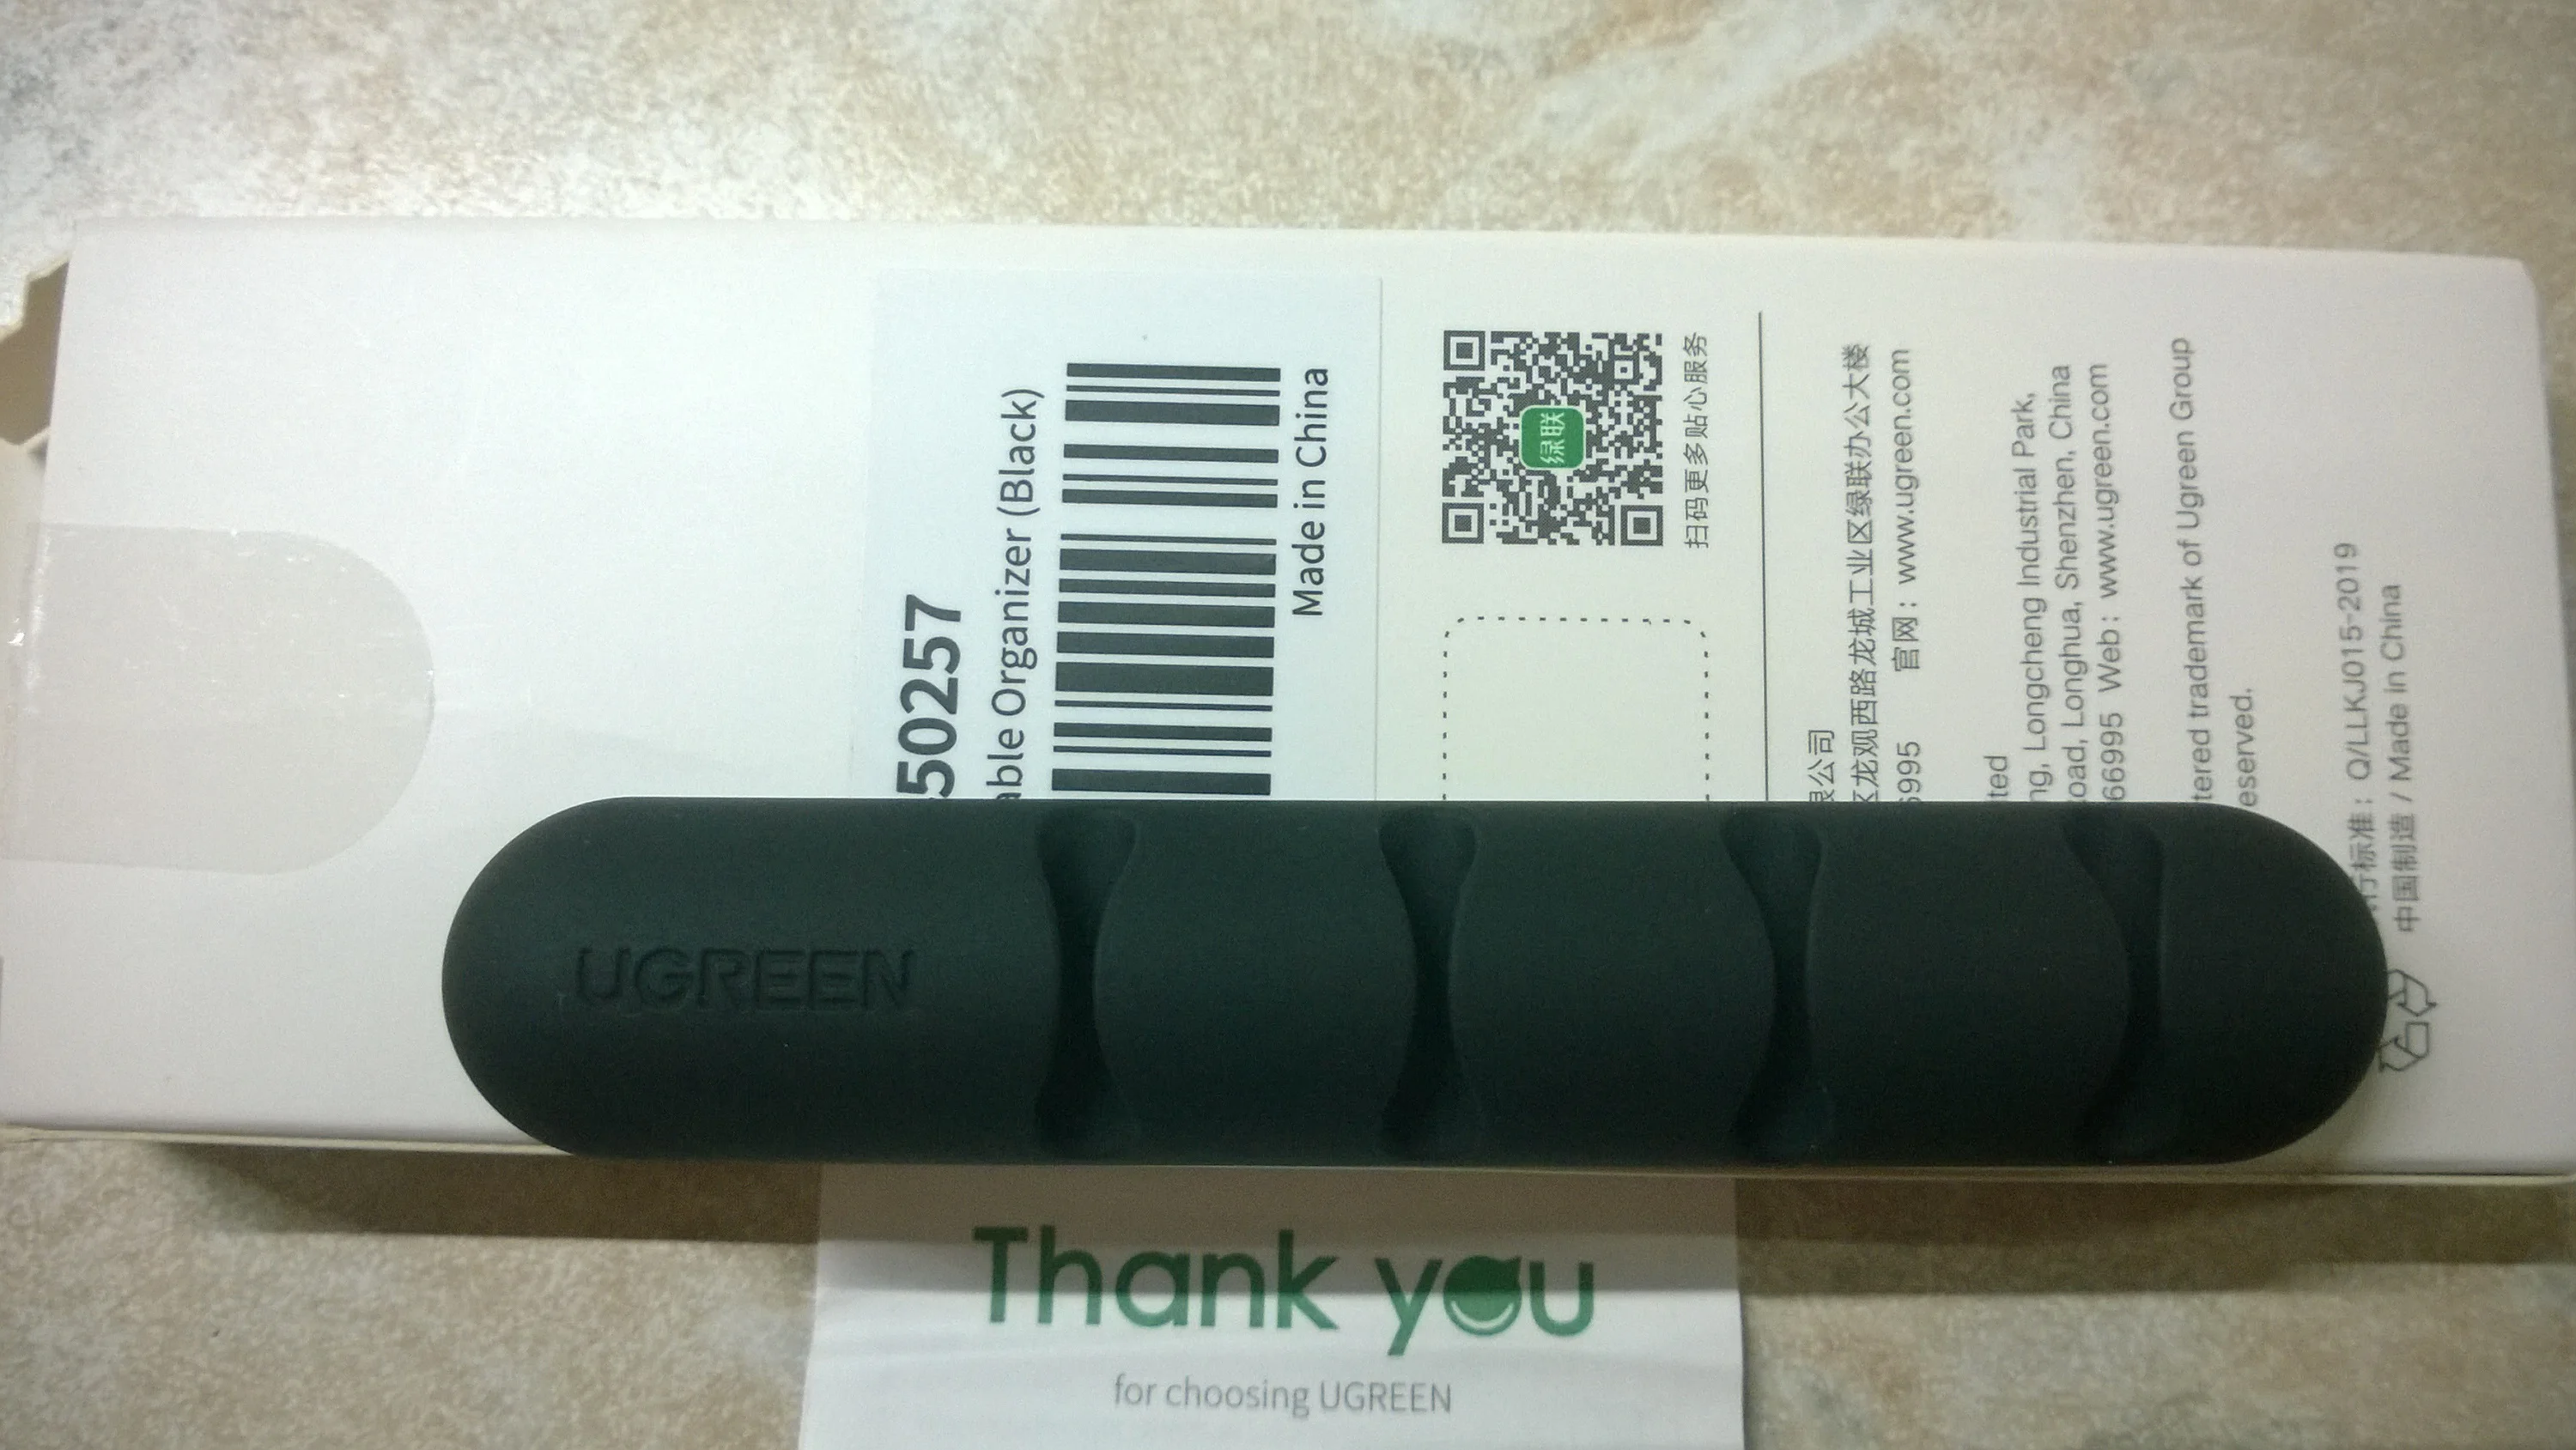 50257
able Organizer (Black)
Made in China
绿联
扫码更多贴心服务
限公司
区龙观西路龙城工业区绿联办公大楼
6995 官网：www.ugreen.com
ted
ng, Longcheng Industrial Park,
oad, Longhua, Shenzhen, China
66995 Web: www.ugreen.com
tered trademark of Ugreen Group
eserved.
行标准：Q/LLKJ015-2019
中国制造 / Made in China
UGREEN
Thank you
for choosing UGREEN